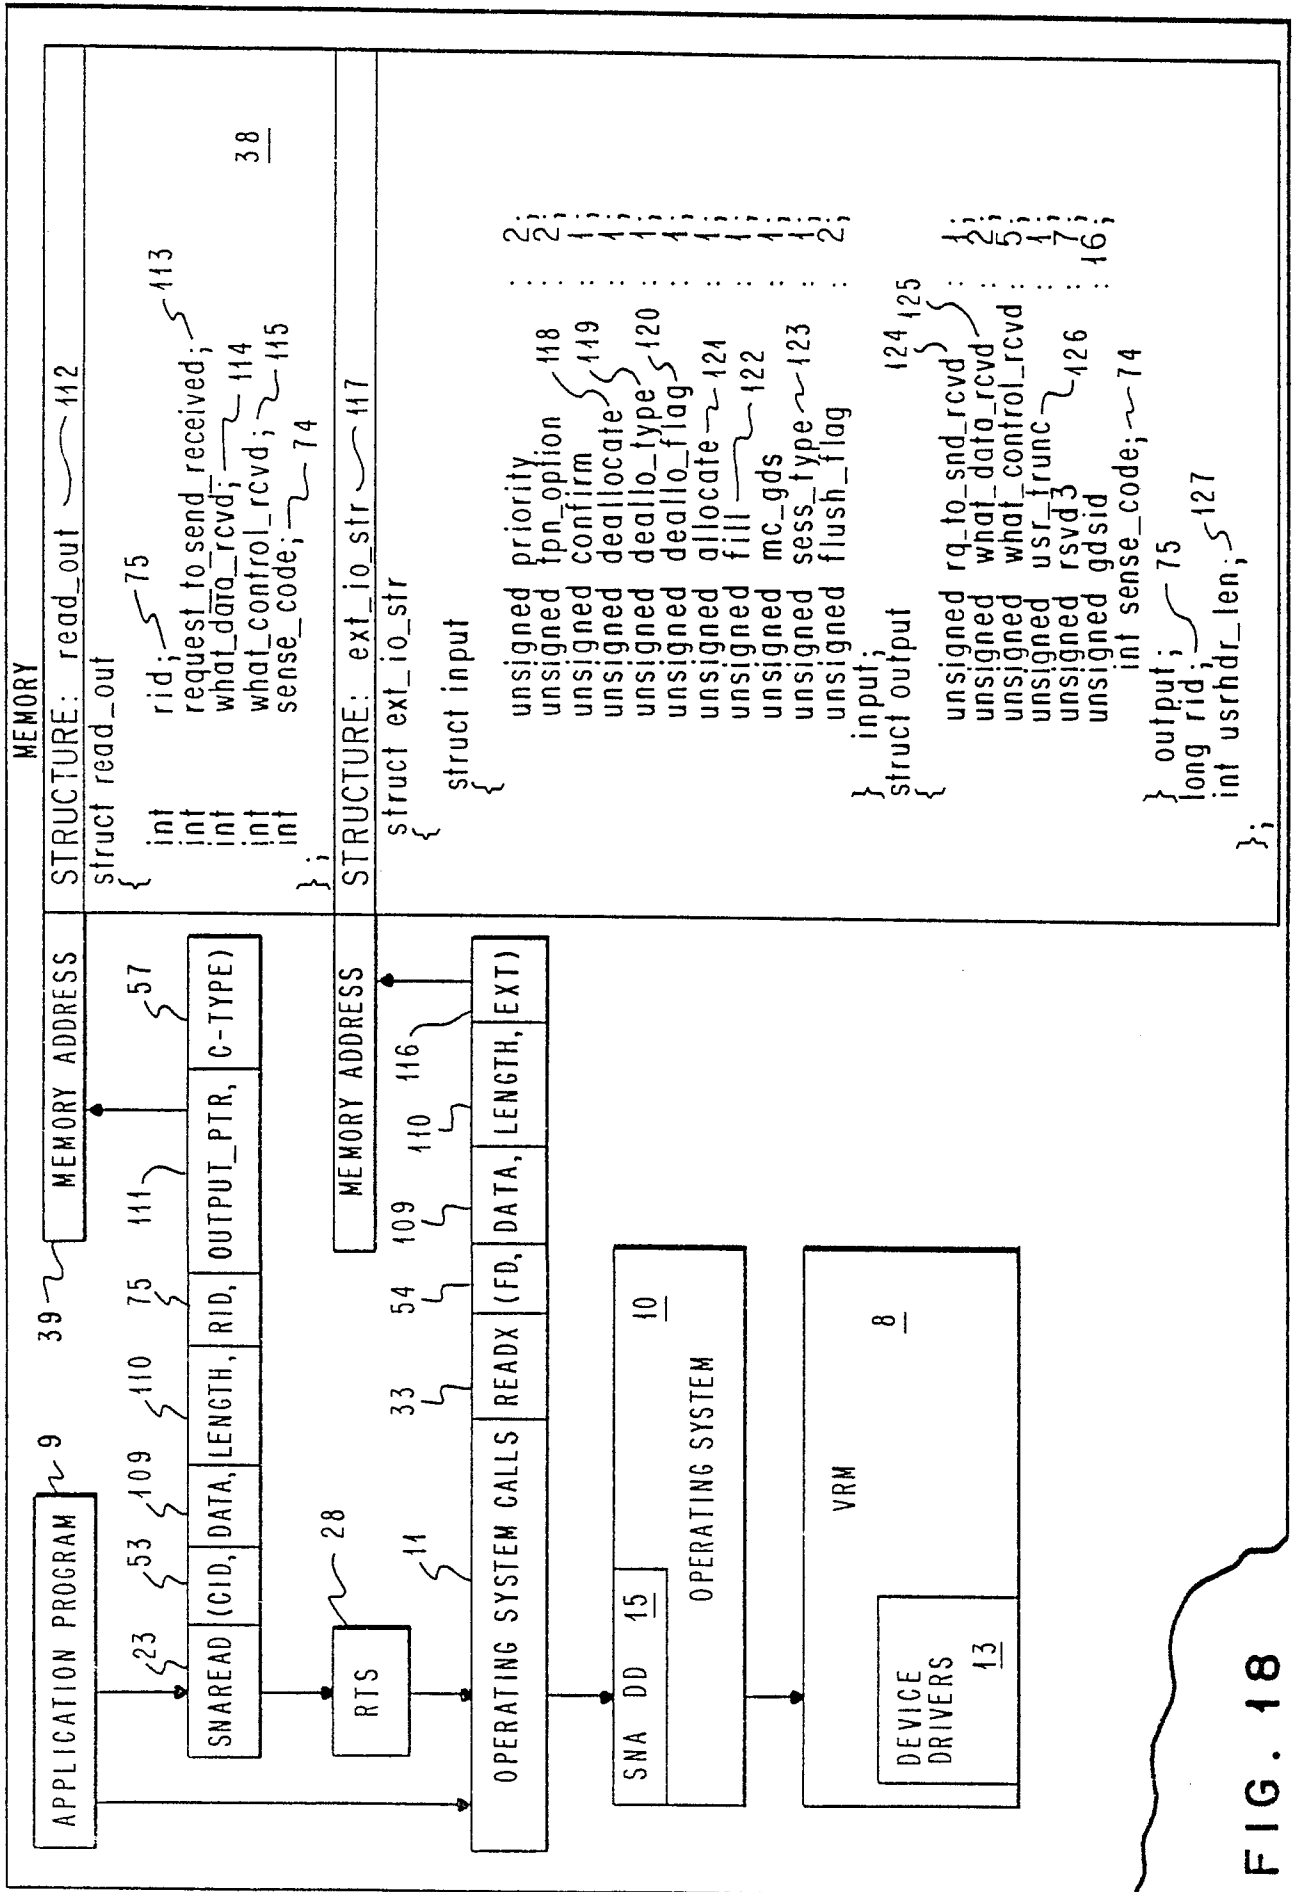 MEMORY
39
MEMORY ADDRESS
STRUCTURE: read_out 112
struct read_out
{
int rid; 75
int request_to send_received; 113
int what_data_rcvd; 114
int what_control_rcvd; 115
int sense_code; 74
};
38
APPLICATION PROGRAM 9
23 53 109 110 75 111 57
SNAREAD (CID, DATA, LENGTH, RID, OUTPUT_PTR, C-TYPE)
RTS 28
MEMORY ADDRESS
STRUCTURE: ext_io_str 117
struct ext_io_str
{
struct input
{
unsigned priority : 2;
unsigned tpn_option : 2;
unsigned confirm : 1; 118
unsigned deallocate : 1; 119
unsigned deallo_type : 1; 120
unsigned deallo_flag : 1;
unsigned allocate 121 : 1;
unsigned fill 122 : 1;
unsigned mc_gds : 1;
unsigned sess_type 123 : 1;
unsigned flush_flag : 2;
} input;
struct output
{
124 125
unsigned rq_to_snd_rcvd : 1;
unsigned what_data_rcvd : 2;
unsigned what_control_rcvd : 5;
unsigned usr_trunc 126 : 1;
unsigned rsvd3 : 7;
unsigned gdsid : 16;
int sense_code; 74
} output;
long rid; 75
int usrhdr_len; 127
};
11 33 54 109 110 116
OPERATING SYSTEM CALLS READX (FD, DATA, LENGTH, EXT)
SNA DD 15
10
OPERATING SYSTEM
VRM
8
DEVICE
DRIVERS
13
FIG. 18